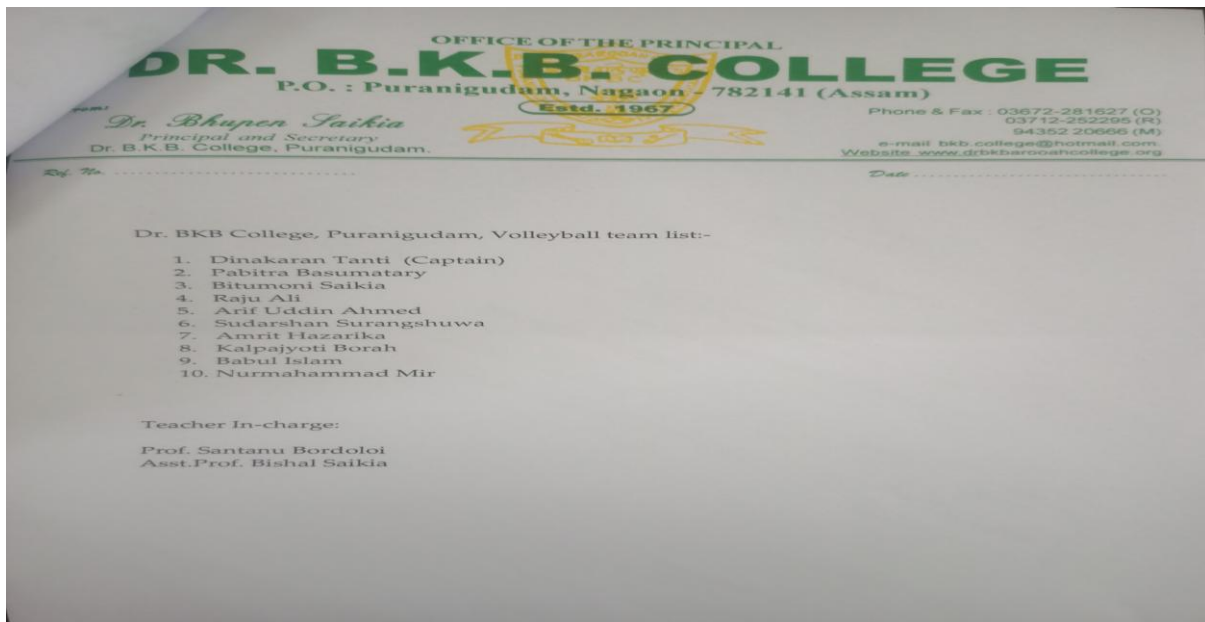 OFFICE OF THE PRINCIPAL
DR. B.K.B. COLLEGE
P.O. : Puranigudam, Nagaon - 782141 (Assam)
Estd. 1967
From:
Dr. Bhupen Saikia
Principal and Secretary
Dr. B.K.B. College, Puranigudam.
Phone & Fax : 03672-281627 (O)
03712-252295 (R)
94352 20666 (M)
e-mail bkb.college@hotmail.com.
Website www.drbkbarooahcollege.org
Ref. No. ................................
Date ................................
Dr. BKB College, Puranigudam, Volleyball team list:-
1. Dinakaran Tanti (Captain)
2. Pabitra Basumatary
3. Bitumoni Saikia
4. Raju Ali
5. Arif Uddin Ahmed
6. Sudarshan Surangshuwa
7. Amrit Hazarika
8. Kalpajyoti Borah
9. Babul Islam
10. Nurmahammad Mir
Teacher In-charge:
Prof. Santanu Bordoloi
Asst.Prof. Bishal Saikia